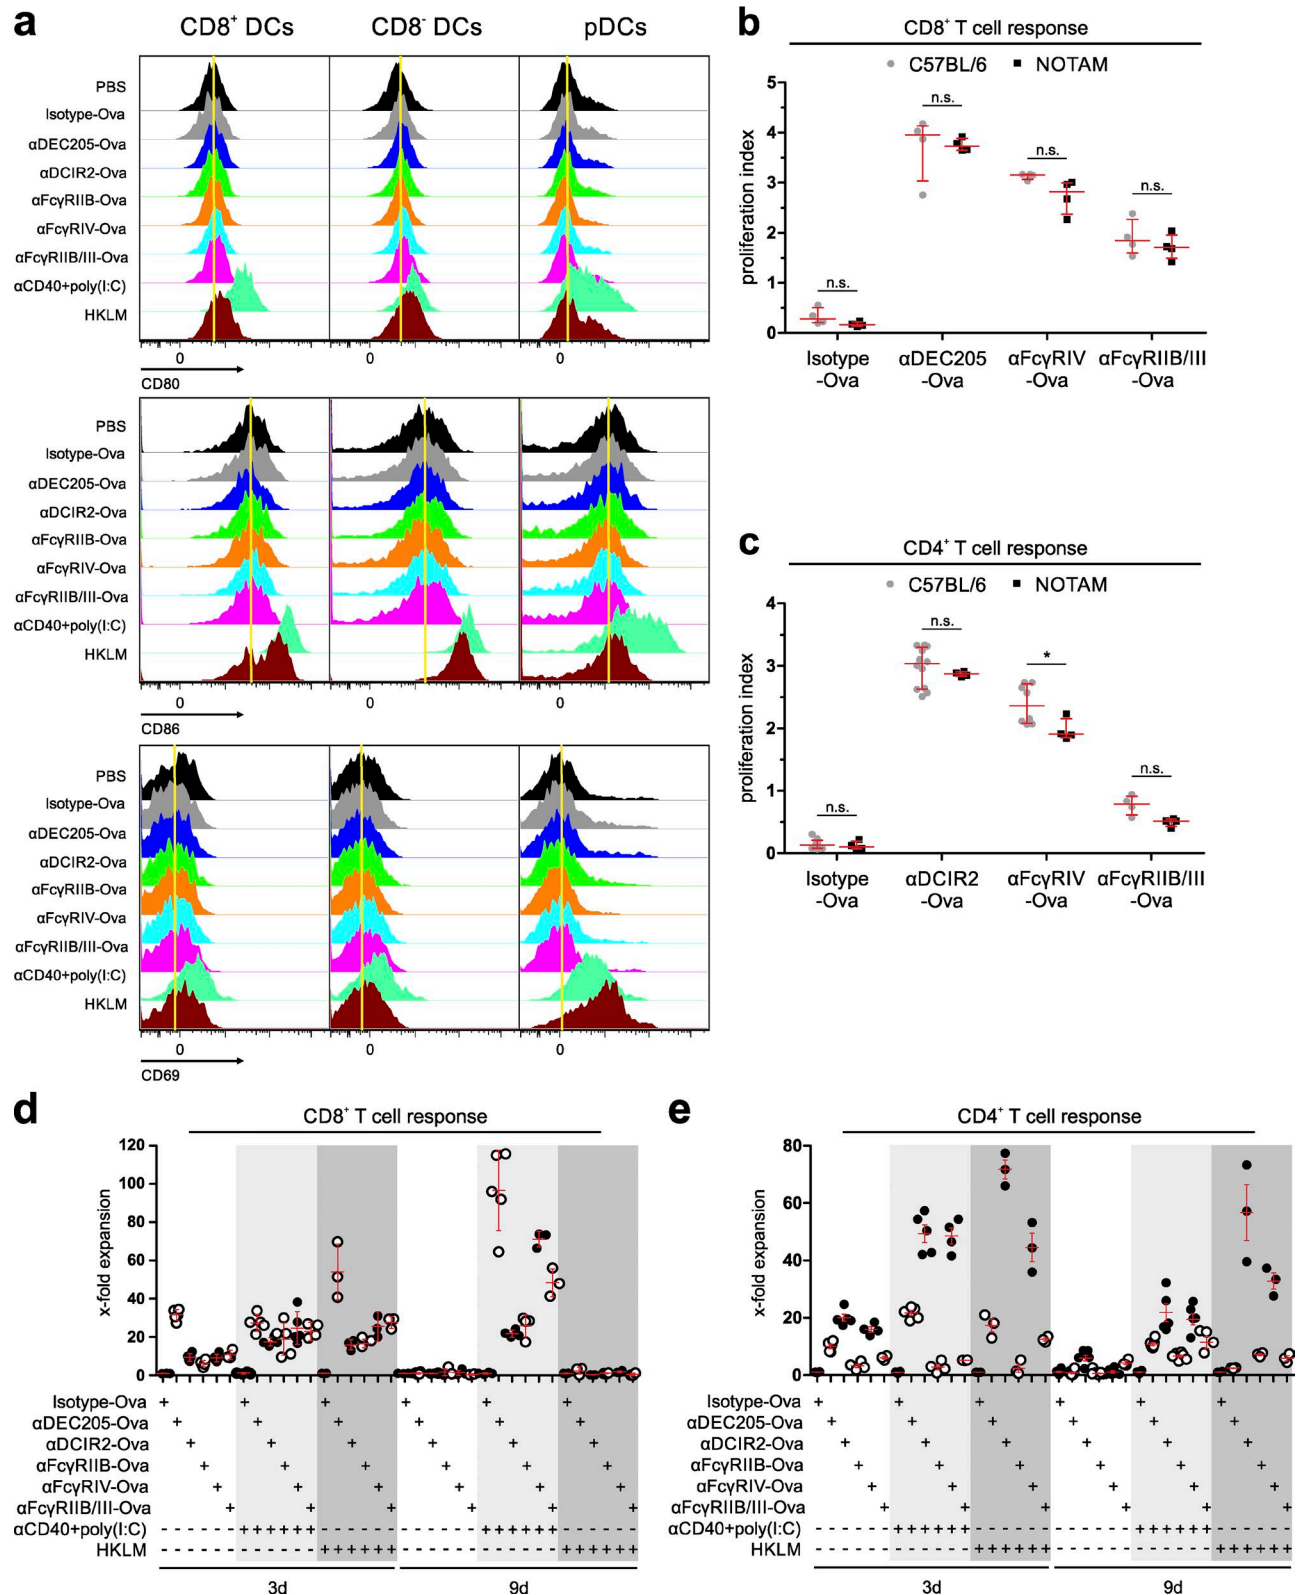 a
CD8⁺ DCs
CD8⁻ DCs
pDCs
PBS
Isotype-Ova
αDEC205-Ova
αDCIR2-Ova
αFcγRIIB-Ova
αFcγRIV-Ova
αFcγRIIB/III-Ova
αCD40+poly(I:C)
HKLM
0 0 0
CD80
PBS
Isotype-Ova
αDEC205-Ova
αDCIR2-Ova
αFcγRIIB-Ova
αFcγRIV-Ova
αFcγRIIB/III-Ova
αCD40+poly(I:C)
HKLM
0 0 0
CD86
PBS
Isotype-Ova
αDEC205-Ova
αDCIR2-Ova
αFcγRIIB-Ova
αFcγRIV-Ova
αFcγRIIB/III-Ova
αCD40+poly(I:C)
HKLM
0 0 0
CD69
b
CD8⁺ T cell response
C57BL/6 NOTAM
proliferation index
5
4
3
2
1
0
n.s.
n.s.
n.s.
n.s.
Isotype αDEC205 αFcγRIV αFcγRIIB/III
-Ova -Ova -Ova -Ova
c
CD4⁺ T cell response
C57BL/6 NOTAM
proliferation index
4
3
2
1
0
n.s.
n.s.
*
n.s.
Isotype αDCIR2 αFcγRIV αFcγRIIB/III
-Ova -Ova -Ova -Ova
d
CD8⁺ T cell response
x-fold expansion
120
100
80
60
40
20
0
Isotype-Ova + + + + + +
αDEC205-Ova + + + + + +
αDCIR2-Ova + + + + + +
αFcγRIIB-Ova + + + + + +
αFcγRIV-Ova + + + + + +
αFcγRIIB/III-Ova + + + + + +
αCD40+poly(I:C) - - - - - - + + + + + + - - - - - - - - - - - - + + + + + + - - - - - -
HKLM - - - - - - - - - - - - + + + + + + - - - - - - - - - - - - + + + + + +
3d 9d
e
CD4⁺ T cell response
x-fold expansion
80
60
40
20
0
Isotype-Ova + + + + + +
αDEC205-Ova + + + + + +
αDCIR2-Ova + + + + + +
αFcγRIIB-Ova + + + + + +
αFcγRIV-Ova + + + + + +
αFcγRIIB/III-Ova + + + + + +
αCD40+poly(I:C) - - - - - - + + + + + + - - - - - - - - - - - - + + + + + + - - - - - -
HKLM - - - - - - - - - - - - + + + + + + - - - - - - - - - - - - + + + + + +
3d 9d